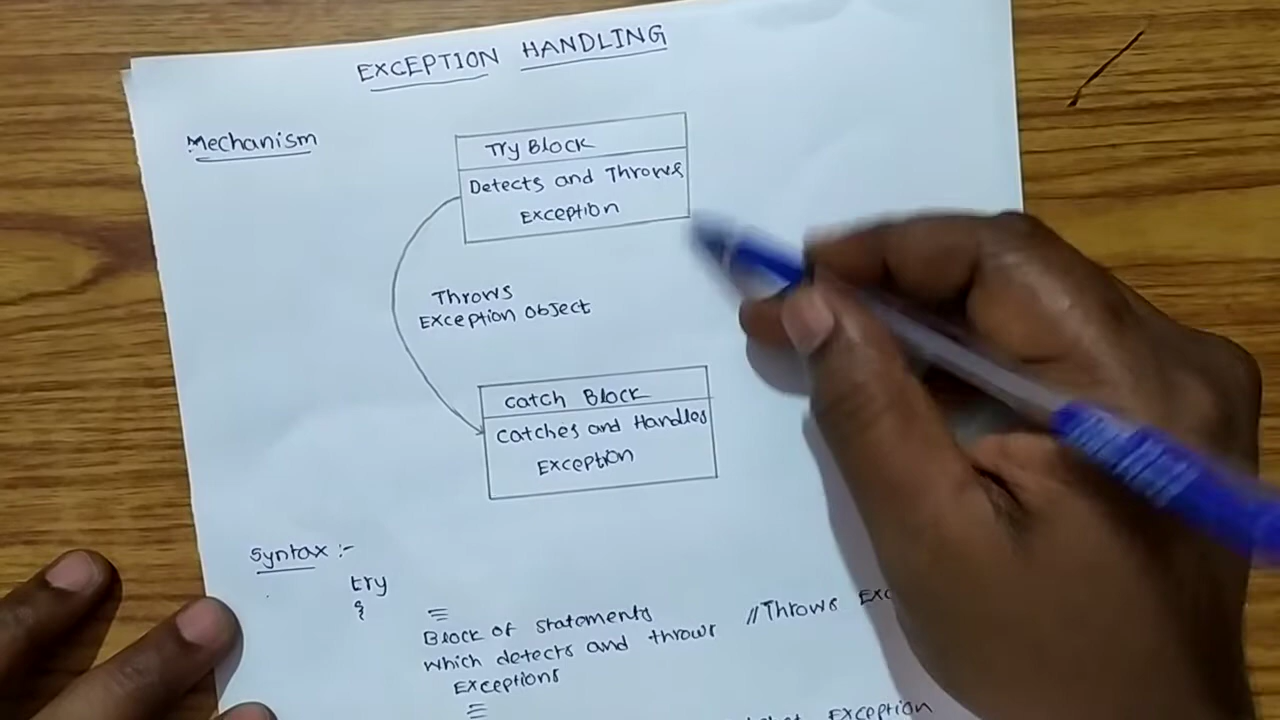 EXCEPTION HANDLING
Mechanism
Try Block
Detects and Throws
Exception
Throws
Exception Object
Catch Block
Catches and Handles
Exception
Syntax :-
try
{
Block of statements //Throws
which detects and throws
Exceptions
Exception